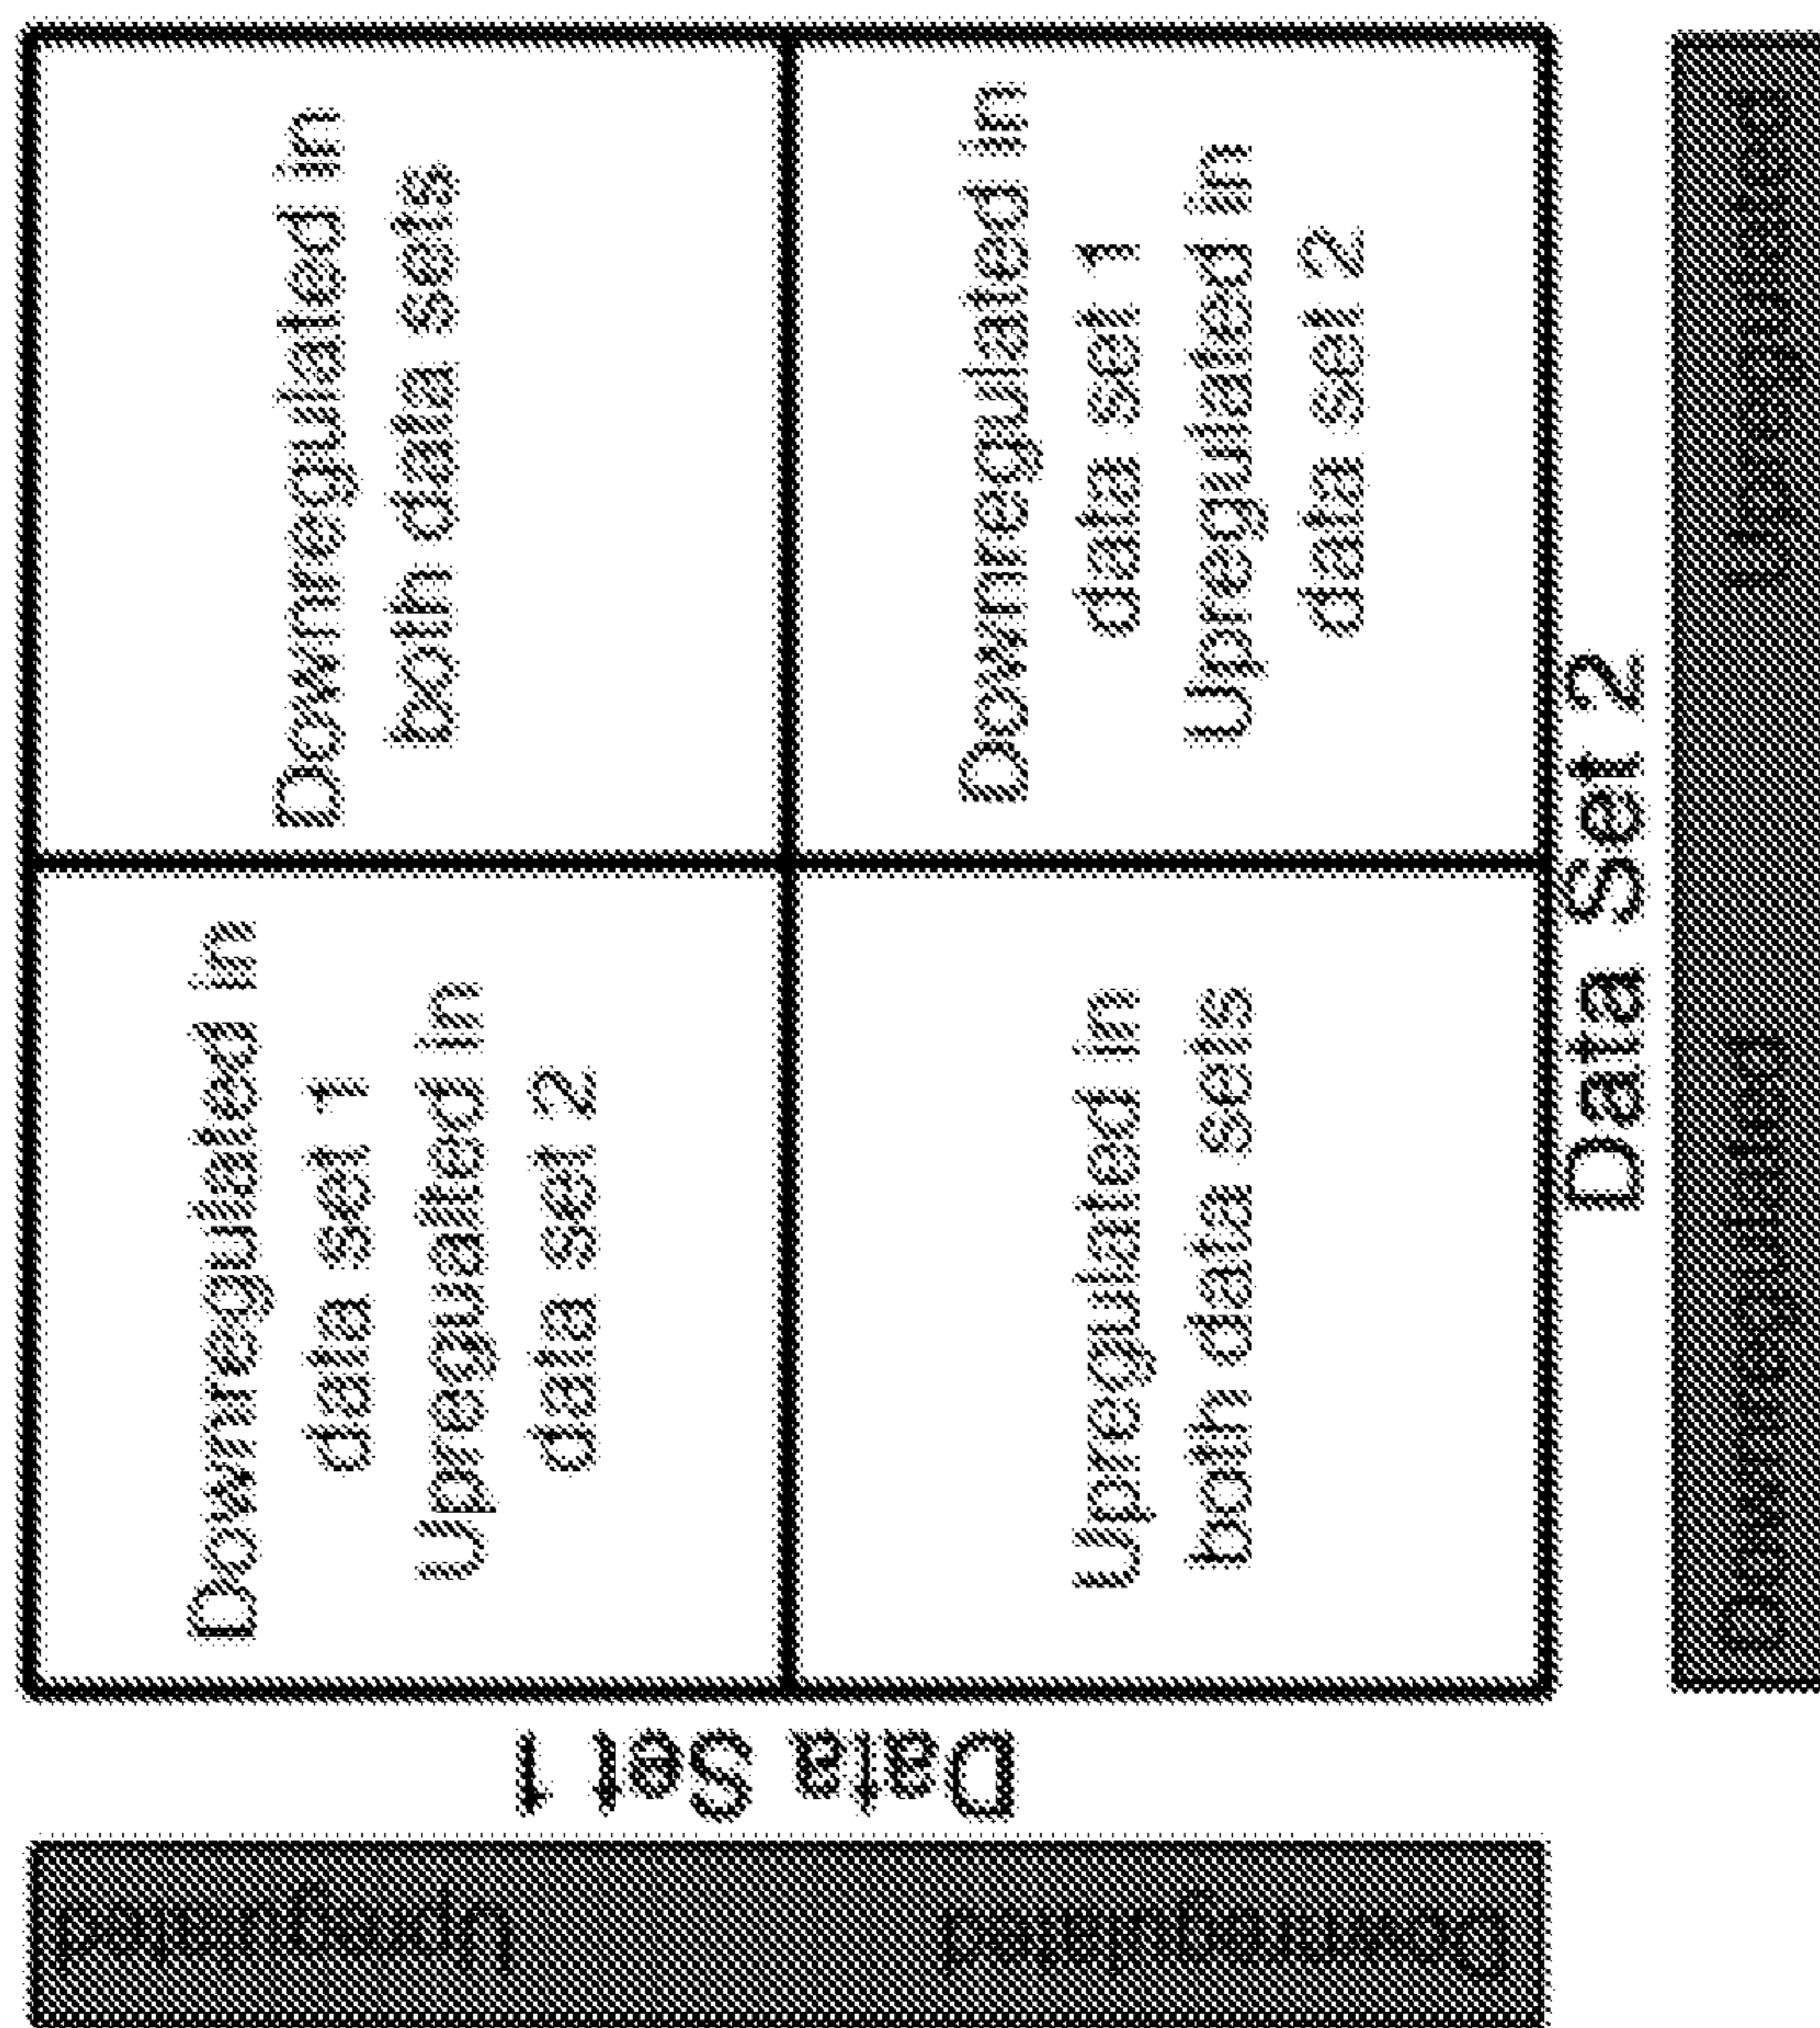 Upregulated
Downregulated
Data Set 1
Downregulated in
data set 1
Upregualted in
data set 2
Downregulated in
both data sets
Upregulated in
both data sets
Downregulated in
data set 1
Upregulated in
data set 2
Data Set 2
Downregulated
Upregulated